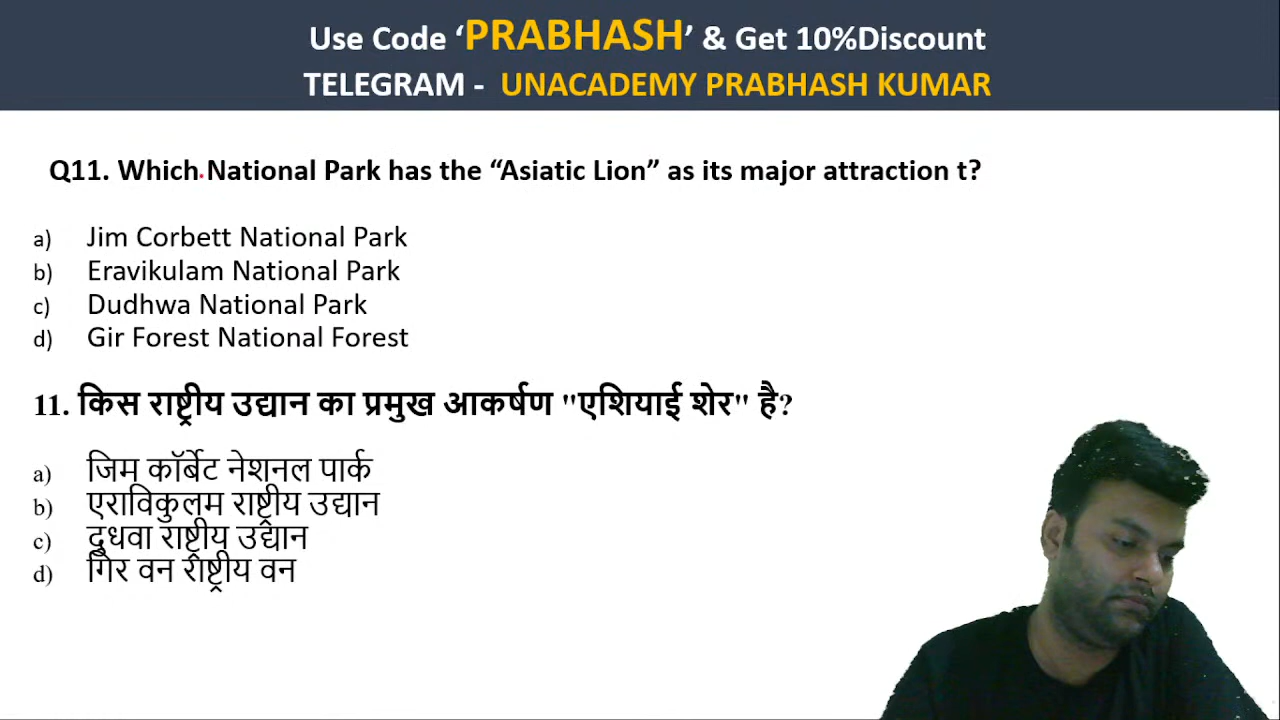 Use Code ‘PRABHASH’ & Get 10%Discount
TELEGRAM - UNACADEMY PRABHASH KUMAR
Q11. Which National Park has the “Asiatic Lion” as its major attraction t?
a) Jim Corbett National Park
b) Eravikulam National Park
c) Dudhwa National Park
d) Gir Forest National Forest
11. किस राष्ट्रीय उद्यान का प्रमुख आकर्षण "एशियाई शेर" है?
a) जिम कॉर्बेट नेशनल पार्क
b) एराविकुलम राष्ट्रीय उद्यान
c) दुधवा राष्ट्रीय उद्यान
d) गिर वन राष्ट्रीय वन